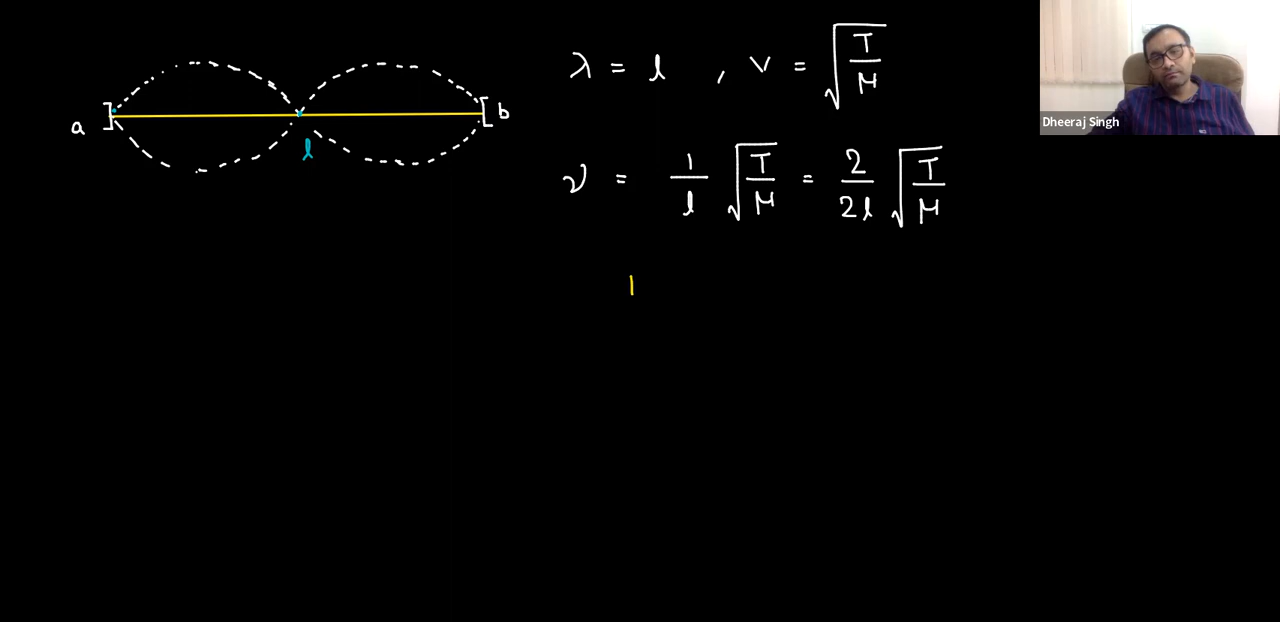 a
b
l
λ = l , v = √(T/μ)
ν = 1/l √(T/μ) = 2/2l √(T/μ)
Dheeraj Singh